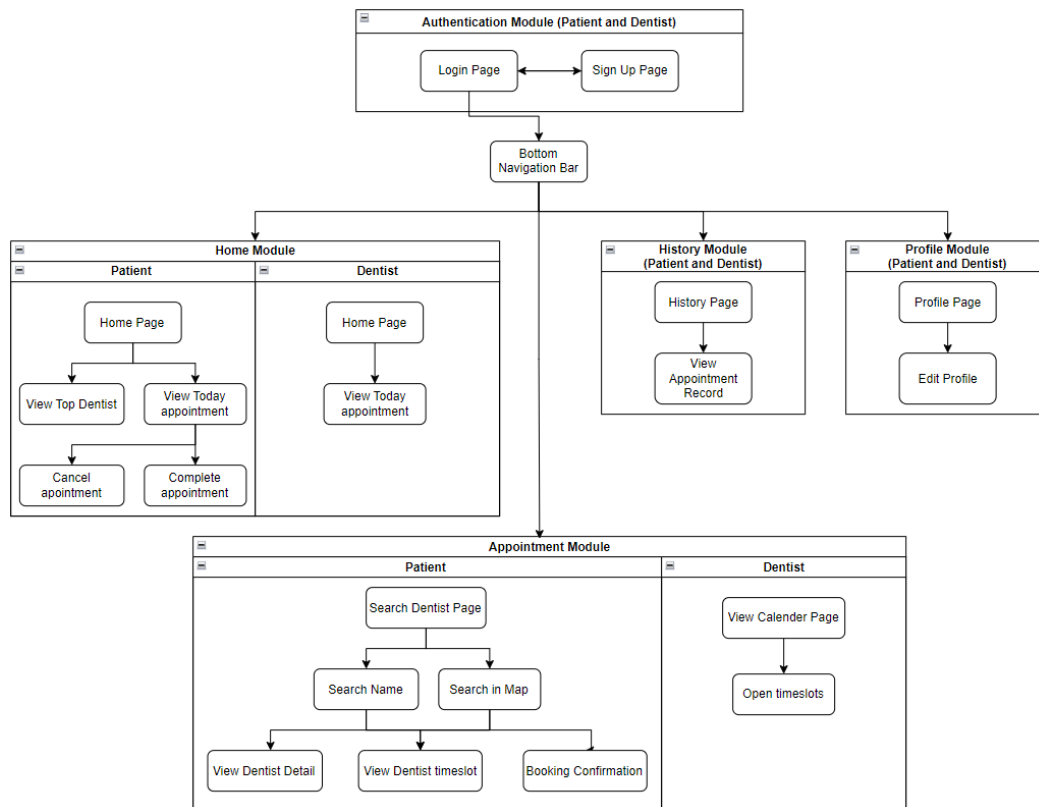 Authentication Module (Patient and Dentist)
Login Page
Sign Up Page
Bottom
Navigation Bar
Home Module
Patient
Dentist
Home Page
Home Page
View Top Dentist
View Today
appointment
View Today
appointment
Cancel
apointment
Complete
appointment
History Module
(Patient and Dentist)
History Page
View
Appointment
Record
Profile Module
(Patient and Dentist)
Profile Page
Edit Profile
Appointment Module
Patient
Dentist
Search Dentist Page
Search Name
Search in Map
View Dentist Detail
View Dentist timeslot
Booking Confirmation
View Calender Page
Open timeslots